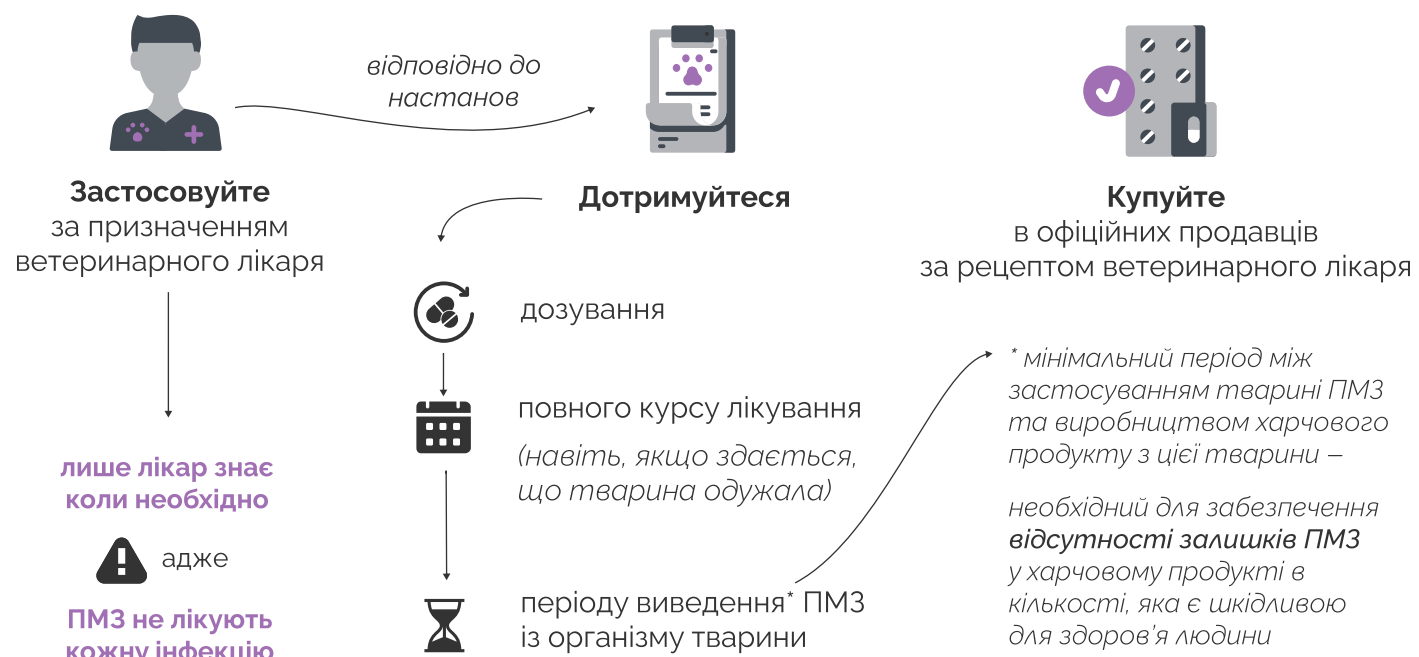 Застосовуйте
за призначенням
ветеринарного лікаря
лише лікар знає
коли необхідно
адже
ПМЗ не лікують
кожну інфекцію
відповідно до
настанов
Дотримуйтеся
дозування
повного курсу лікування
(навіть, якщо здається,
що тварина одужала)
періоду виведення* ПМЗ
із організму тварини
Купуйте
в офіційних продавців
за рецептом ветеринарного лікаря
* мінімальний період між
застосуванням тварині ПМЗ
та виробництвом харчового
продукту з цієї тварини –
необхідний для забезпечення
відсутності залишків ПМЗ
у харчовому продукті в
кількості, яка є шкідливою
для здоров’я людини